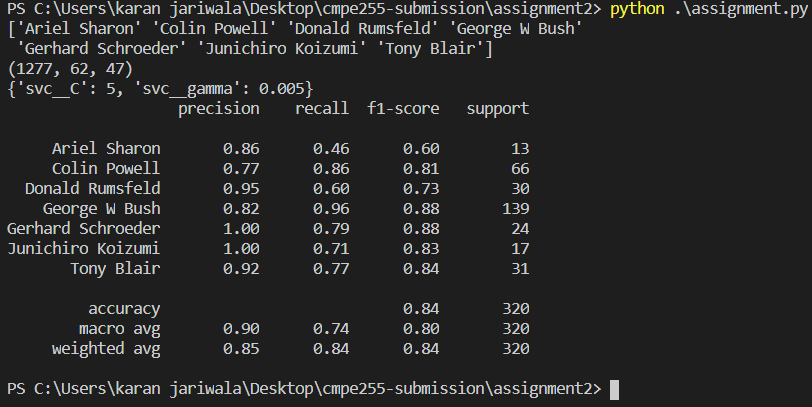 PS C:\Users\karan jariwala\Desktop\cmpe255-submission\assignment2> python .\assignment.py
['Ariel Sharon' 'Colin Powell' 'Donald Rumsfeld' 'George W Bush'
 'Gerhard Schroeder' 'Junichiro Koizumi' 'Tony Blair']
(1277, 62, 47)
{'svc__C': 5, 'svc__gamma': 0.005}
                   precision    recall  f1-score   support

     Ariel Sharon       0.86      0.46      0.60        13
     Colin Powell       0.77      0.86      0.81        66
  Donald Rumsfeld       0.95      0.60      0.73        30
    George W Bush       0.82      0.96      0.88       139
Gerhard Schroeder       1.00      0.79      0.88        24
Junichiro Koizumi       1.00      0.71      0.83        17
       Tony Blair       0.92      0.77      0.84        31

         accuracy                           0.84       320
        macro avg       0.90      0.74      0.80       320
     weighted avg       0.85      0.84      0.84       320

PS C:\Users\karan jariwala\Desktop\cmpe255-submission\assignment2>